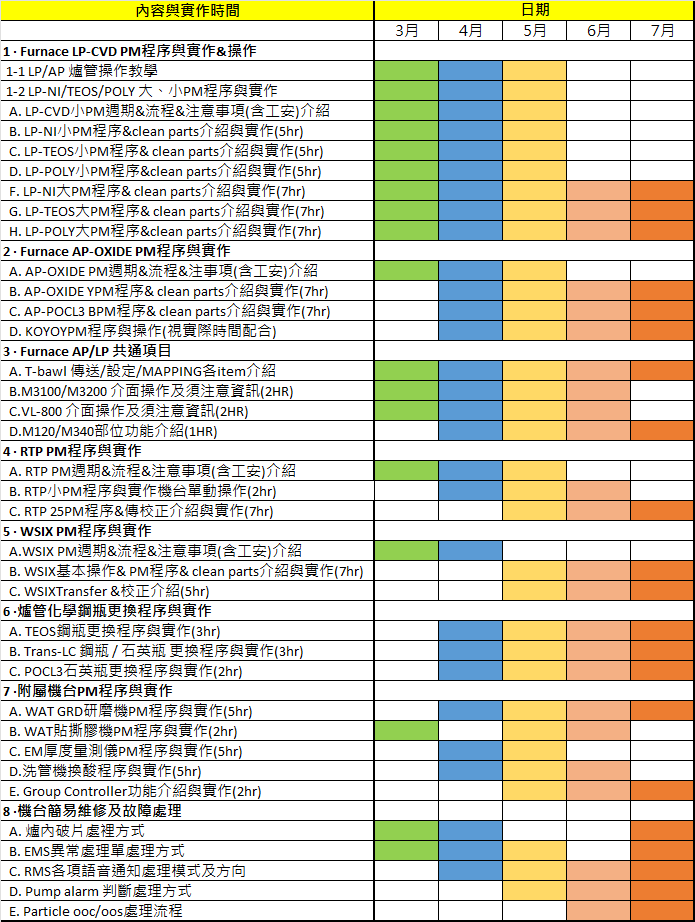 內容與實作時間 日期
3月 4月 5月 6月 7月
1 · Furnace LP-CVD PM程序與實作&操作
1-1 LP/AP 爐管操作教學
1-2 LP-NI/TEOS/POLY 大、小PM程序與實作
A. LP-CVD小PM週期&流程&注意事項(含工安)介紹
B. LP-NI小PM程序&clean parts介紹與實作(5hr)
C. LP-TEOS小PM程序& clean parts介紹與實作(5hr)
D. LP-POLY小PM程序&clean parts介紹與實作(5hr)
F. LP-NI大PM程序& clean parts介紹與實作(7hr)
G. LP-TEOS大PM程序& clean parts介紹與實作(7hr)
H. LP-POLY大PM程序&clean parts介紹與實作(7hr)
2 · Furnace AP-OXIDE PM程序與實作
A. AP-OXIDE PM週期&流程&注事項(含工安)介紹
B. AP-OXIDE YPM程序& clean parts介紹與實作(7hr)
C. AP-POCL3 BPM程序& clean parts介紹與實作(7hr)
D. KOYOYPM程序與操作(視實際時間配合)
3 · Furnace AP/LP 共通項目
A. T-bawl 傳送/設定/MAPPING各item介紹
B.M3100/M3200 介面操作及須注意資訊(2HR)
C.VL-800 介面操作及須注意資訊(2HR)
D.M120/M340部位功能介紹(1HR)
4 · RTP PM程序與實作
A. RTP PM週期&流程&注意事項(含工安)介紹
B. RTP小PM程序與實作機台單動操作(2hr)
C. RTP 25PM程序&傳校正介紹與實作(7hr)
5 · WSIX PM程序與實作
A.WSIX PM週期&流程&注意事項(含工安)介紹
B. WSIX基本操作& PM程序& clean parts介紹與實作(7hr)
C. WSIXTransfer &校正介紹(5hr)
6 ·爐管化學鋼瓶更換程序與實作
A. TEOS鋼瓶更換程序與實作(3hr)
B. Trans-LC 鋼瓶 / 石英瓶 更換程序與實作(3hr)
C. POCL3石英瓶更換程序與實作(2hr)
7 ·附屬機台PM程序與實作
A. WAT GRD研磨機PM程序與實作(5hr)
B. WAT貼撕膠機PM程序與實作(2hr)
C. EM厚度量測儀PM程序與實作(5hr)
D.洗管機換酸程序與實作(5hr)
E. Group Controller功能介紹與實作(2hr)
8 ·機台簡易維修及故障處理
A. 爐內破片處裡方式
B. EMS異常處理單處理方式
C. RMS各項語音通知處理模式及方向
D. Pump alarm 判斷處理方式
E. Particle ooc/oos處理流程